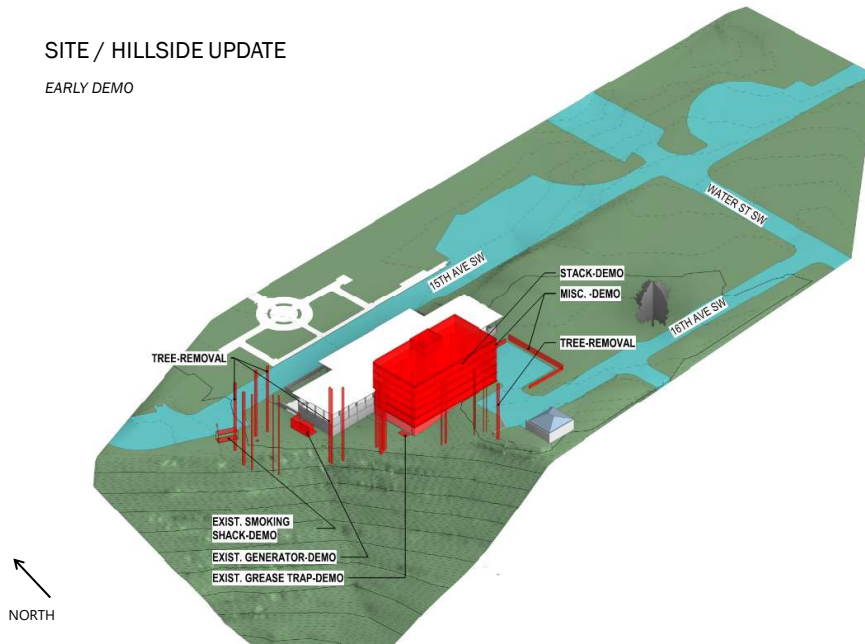 SITE / HILLSIDE UPDATE
EARLY DEMO
WATER ST SW
15TH AVE SW
STACK-DEMO
MISC. -DEMO
16TH AVE SW
TREE-REMOVAL
TREE-REMOVAL
EXIST. SMOKING
SHACK-DEMO
EXIST. GENERATOR-DEMO
EXIST. GREASE TRAP-DEMO
NORTH